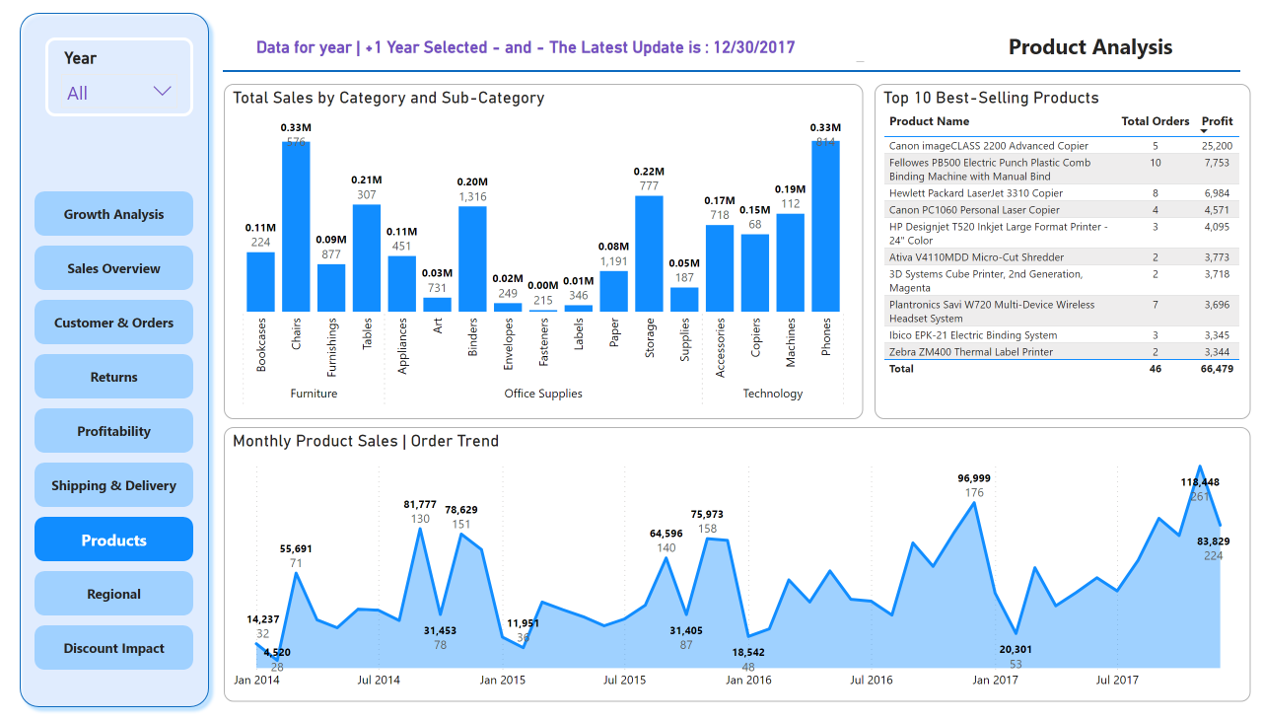 Year
All
Growth Analysis
Sales Overview
Customer & Orders
Returns
Profitability
Shipping & Delivery
Products
Regional
Discount Impact
Data for year | +1 Year Selected - and - The Latest Update is : 12/30/2017
Product Analysis
Total Sales by Category and Sub-Category
0.11M
224
0.33M
576
0.09M
877
0.21M
307
0.11M
451
0.03M
731
0.20M
1,316
0.02M
249
0.00M
215
0.01M
346
0.08M
1,191
0.22M
777
0.05M
187
0.17M
718
0.15M
68
0.19M
112
0.33M
814
Bookcases
Chairs
Furnishings
Tables
Appliances
Art
Binders
Envelopes
Fasteners
Labels
Paper
Storage
Supplies
Accessories
Copiers
Machines
Phones
Furniture
Office Supplies
Technology
Top 10 Best-Selling Products
Product Name Total Orders Profit
Canon imageCLASS 2200 Advanced Copier 5 25,200
Fellowes PB500 Electric Punch Plastic Comb 10 7,753
Binding Machine with Manual Bind
Hewlett Packard LaserJet 3310 Copier 8 6,984
Canon PC1060 Personal Laser Copier 4 4,571
HP Designjet T520 Inkjet Large Format Printer - 3 4,095
24" Color
Ativa V4110MDD Micro-Cut Shredder 2 3,773
3D Systems Cube Printer, 2nd Generation, 2 3,718
Magenta
Plantronics Savi W720 Multi-Device Wireless 7 3,696
Headset System
Ibico EPK-21 Electric Binding System 3 3,345
Zebra ZM400 Thermal Label Printer 2 3,344
Total 46 66,479
Monthly Product Sales | Order Trend
14,237
32
4,520
28
55,691
71
81,777
130
31,453
78
78,629
151
11,951
36
64,596
140
31,405
87
75,973
158
18,542
48
96,999
176
20,301
53
118,448
261
83,829
224
Jan 2014
Jul 2014
Jan 2015
Jul 2015
Jan 2016
Jul 2016
Jan 2017
Jul 2017